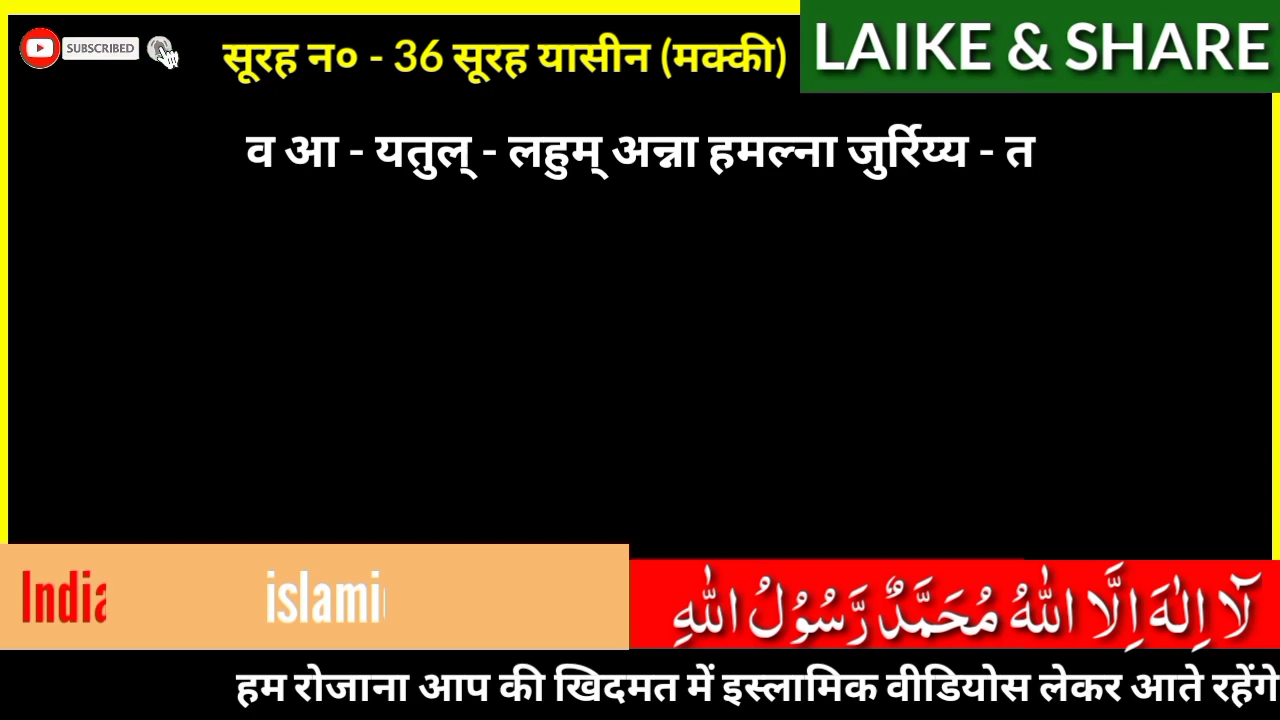 SUBSCRIBED
सूरह न० - 36 सूरह यासीन (मक्की)
LAIKE & SHARE
व आ - यतुल् - लहुम् अन्ना हमल्ना जुर्रिय्य - त
India
islami
لَآ اِلٰهَ اِلَّا اللّٰهُ مُحَمَّدٌ رَّسُوْلُ اللّٰهِ
हम रोजाना आप की खिदमत में इस्लामिक वीडियोस लेकर आते रहेंगे